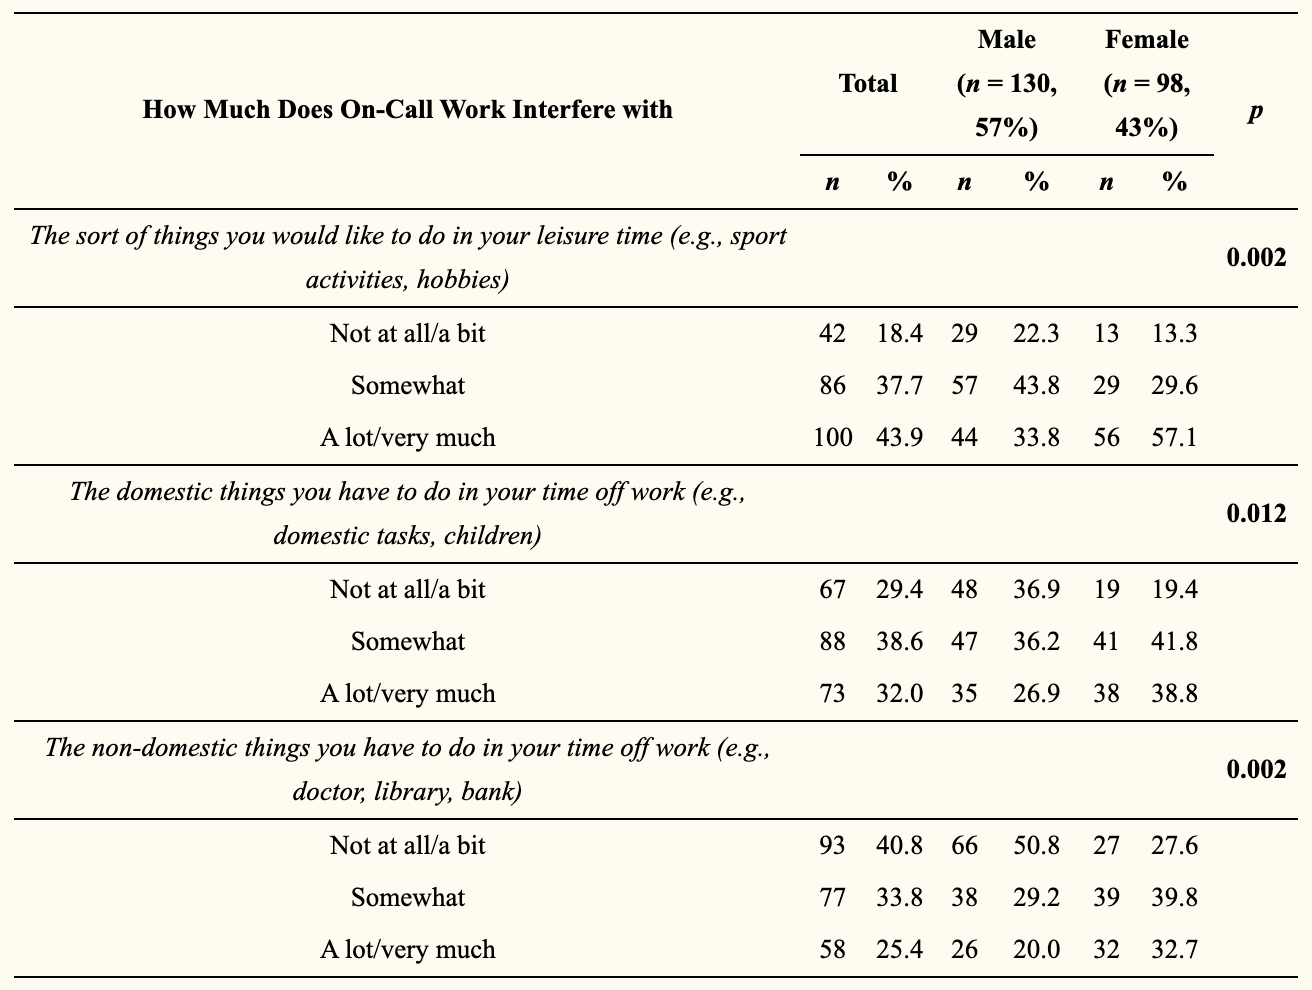 Male Female
Total (n = 130, (n = 98,
How Much Does On-Call Work Interfere with 57%) 43%) p
n % n % n %
The sort of things you would like to do in your leisure time (e.g., sport
activities, hobbies) 0.002
Not at all/a bit 42 18.4 29 22.3 13 13.3
Somewhat 86 37.7 57 43.8 29 29.6
A lot/very much 100 43.9 44 33.8 56 57.1
The domestic things you have to do in your time off work (e.g.,
domestic tasks, children) 0.012
Not at all/a bit 67 29.4 48 36.9 19 19.4
Somewhat 88 38.6 47 36.2 41 41.8
A lot/very much 73 32.0 35 26.9 38 38.8
The non-domestic things you have to do in your time off work (e.g.,
doctor, library, bank) 0.002
Not at all/a bit 93 40.8 66 50.8 27 27.6
Somewhat 77 33.8 38 29.2 39 39.8
A lot/very much 58 25.4 26 20.0 32 32.7